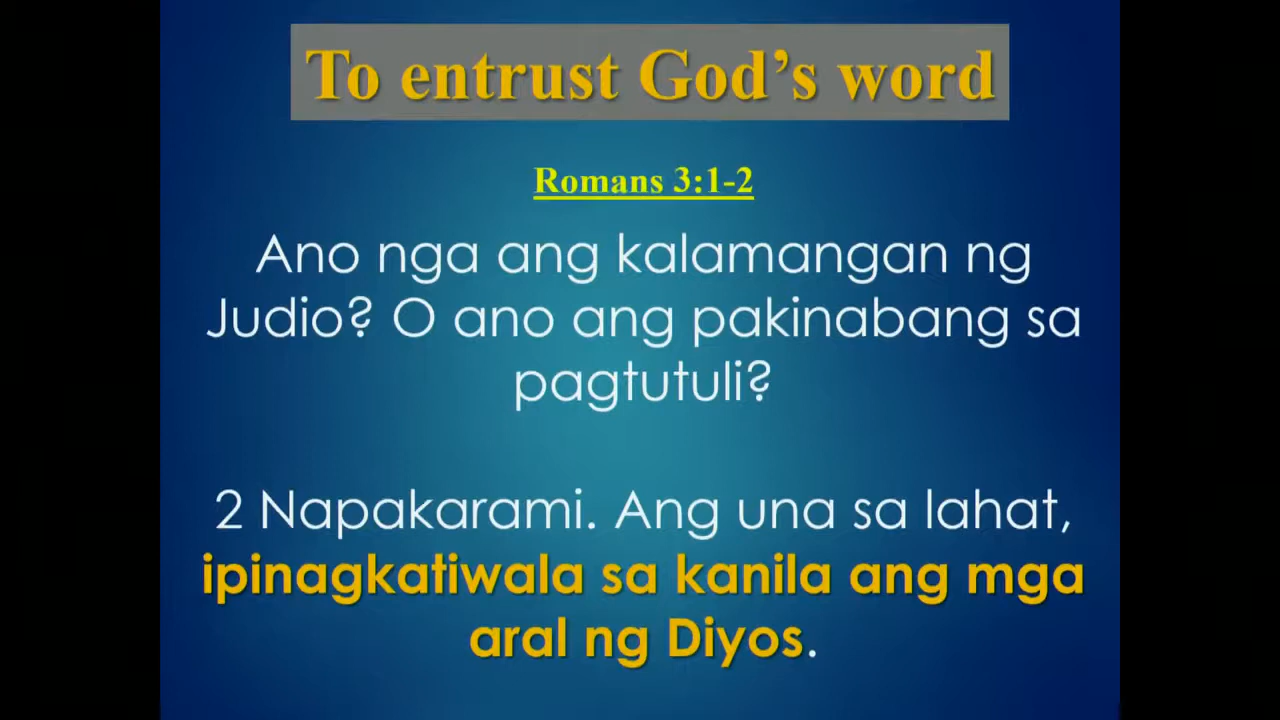 To entrust God’s word
Romans 3:1-2
Ano nga ang kalamangan ng
Judio? O ano ang pakinabang sa
pagtutuli?
2 Napakarami. Ang una sa lahat,
ipinagkatiwala sa kanila ang mga
aral ng Diyos.